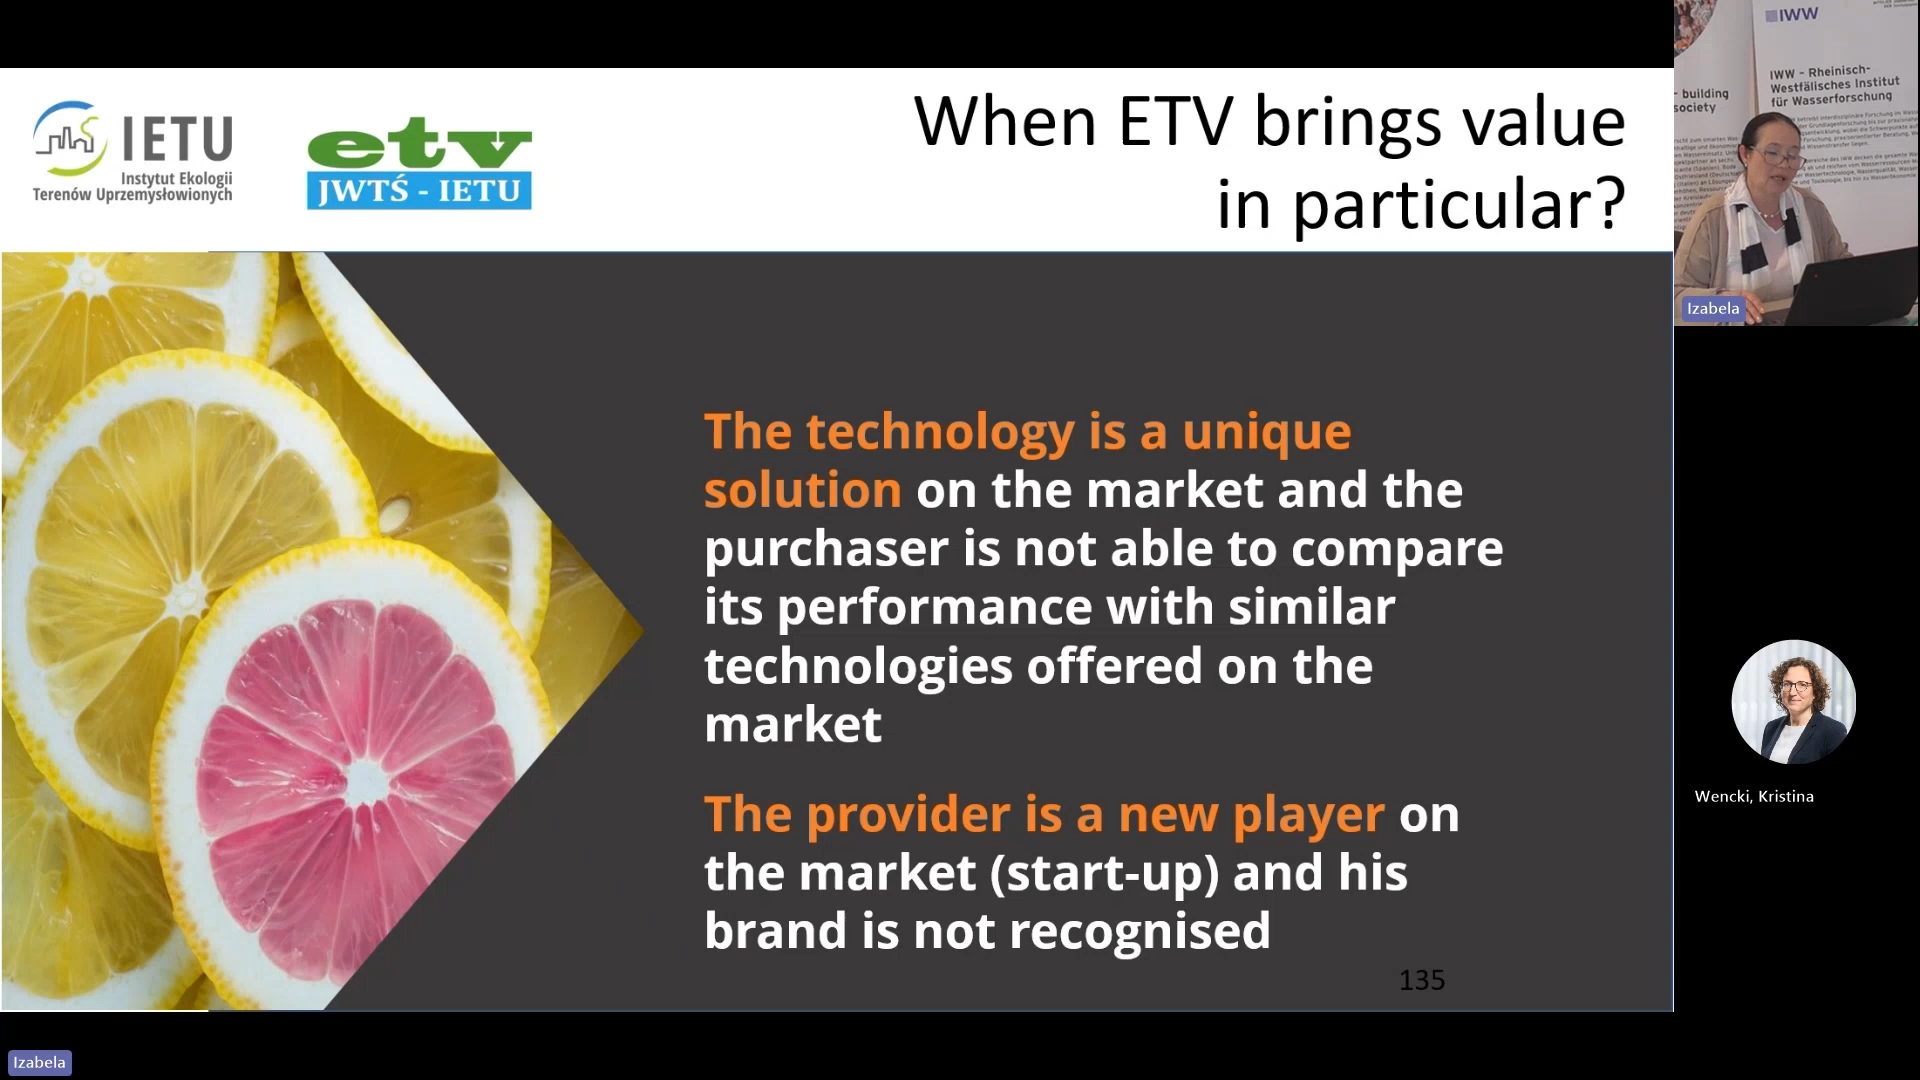 IETU
Instytut Ekologii
Terenów Uprzemysłowionych
etv
JWTŚ - IETU
When ETV brings value
in particular?
The technology is a unique
solution on the market and the
purchaser is not able to compare
its performance with similar
technologies offered on the
market
The provider is a new player on
the market (start-up) and his
brand is not recognised
135
IWW
IWW - Rheinisch-
Westfälisches Institut
für Wasserforschung
building
society
Izabela
Wencki, Kristina
Izabela